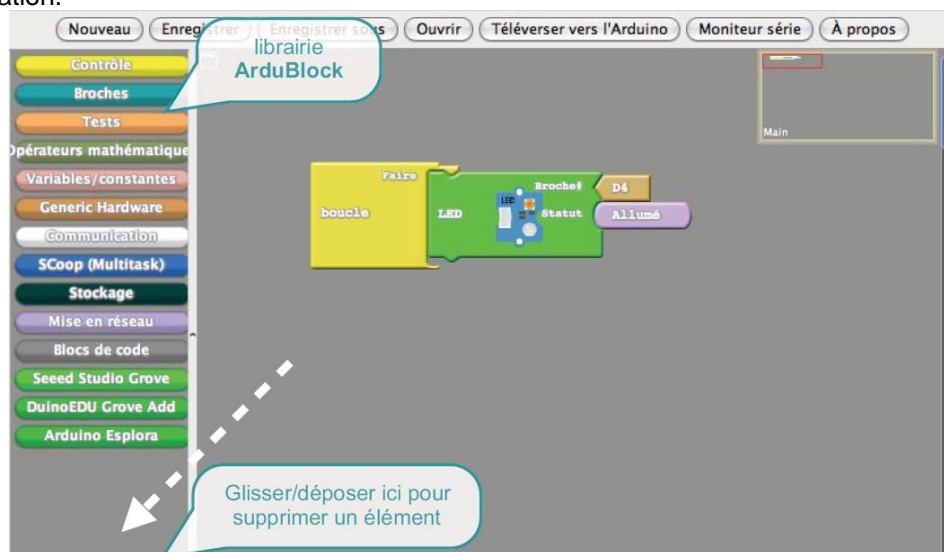 ation.
Nouveau Enregistrer Enregistrer sous Ouvrir Téléverser vers l'Arduino Moniteur série À propos
librairie
ArduBlock
Contrôle
Broches
Tests
Opérateurs mathématique
Variables/constantes
Generic Hardware
Communication
SCoop (Multitask)
Stockage
Mise en réseau
Blocs de code
Seeed Studio Grove
DuinoEDU Grove Add
Arduino Esplora
Main
Faire
boucle
LED
LED
Broche#
D4
Statut
Allumé
Glisser/déposer ici pour
supprimer un élément